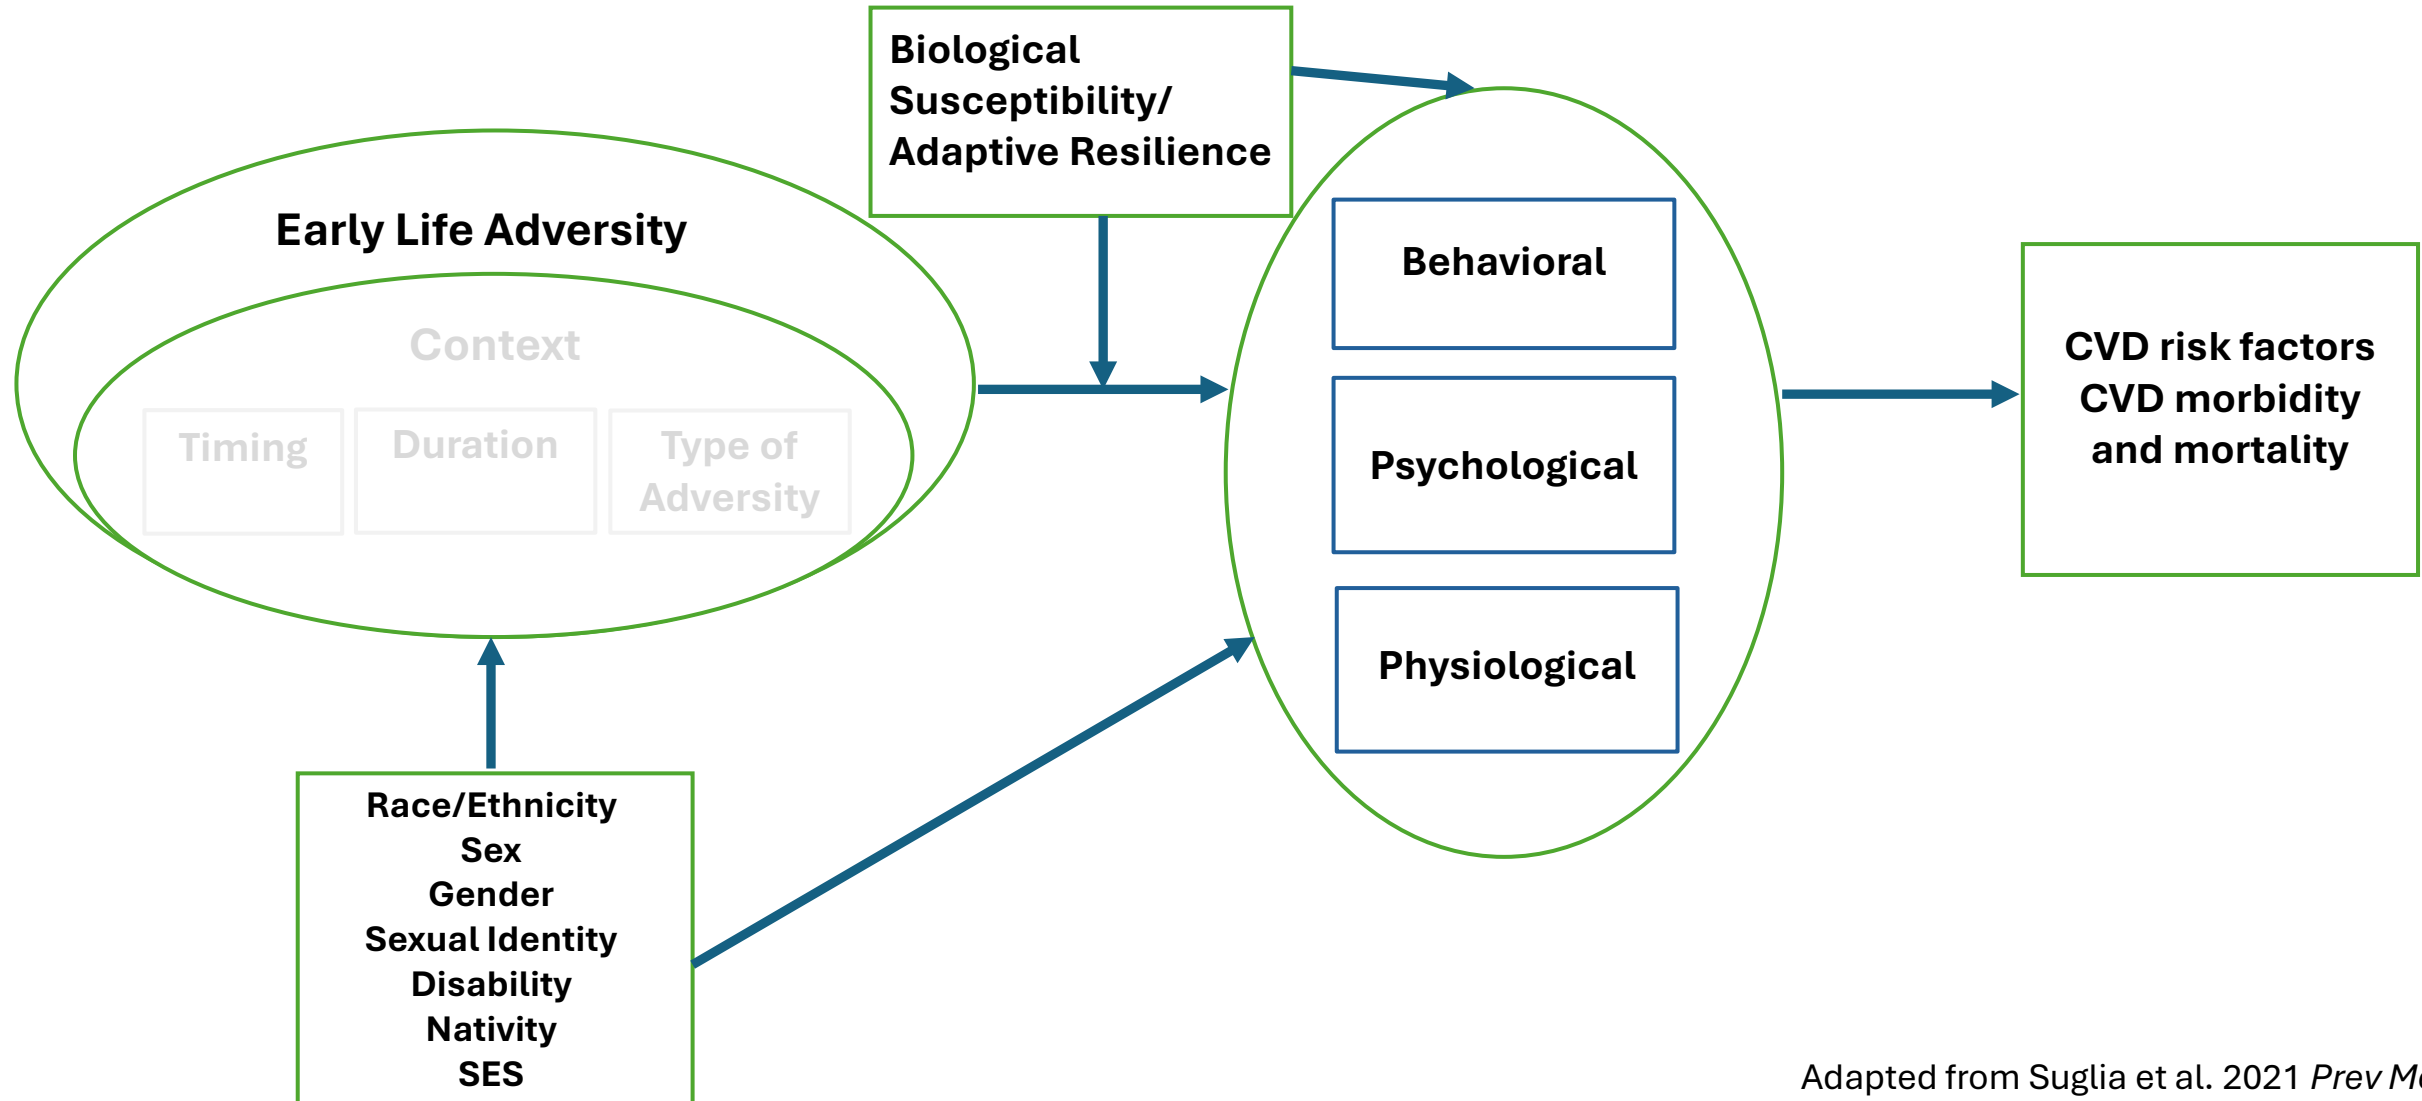 Biological
Susceptibility/
Adaptive Resilience
Early Life Adversity
Context
Timing
Duration
Type of
Adversity
Behavioral
Psychological
Physiological
CVD risk factors
CVD morbidity
and mortality
Race/Ethnicity
Sex
Gender
Sexual Identity
Disability
Nativity
SES
Adapted from Suglia et al. 2021 Prev